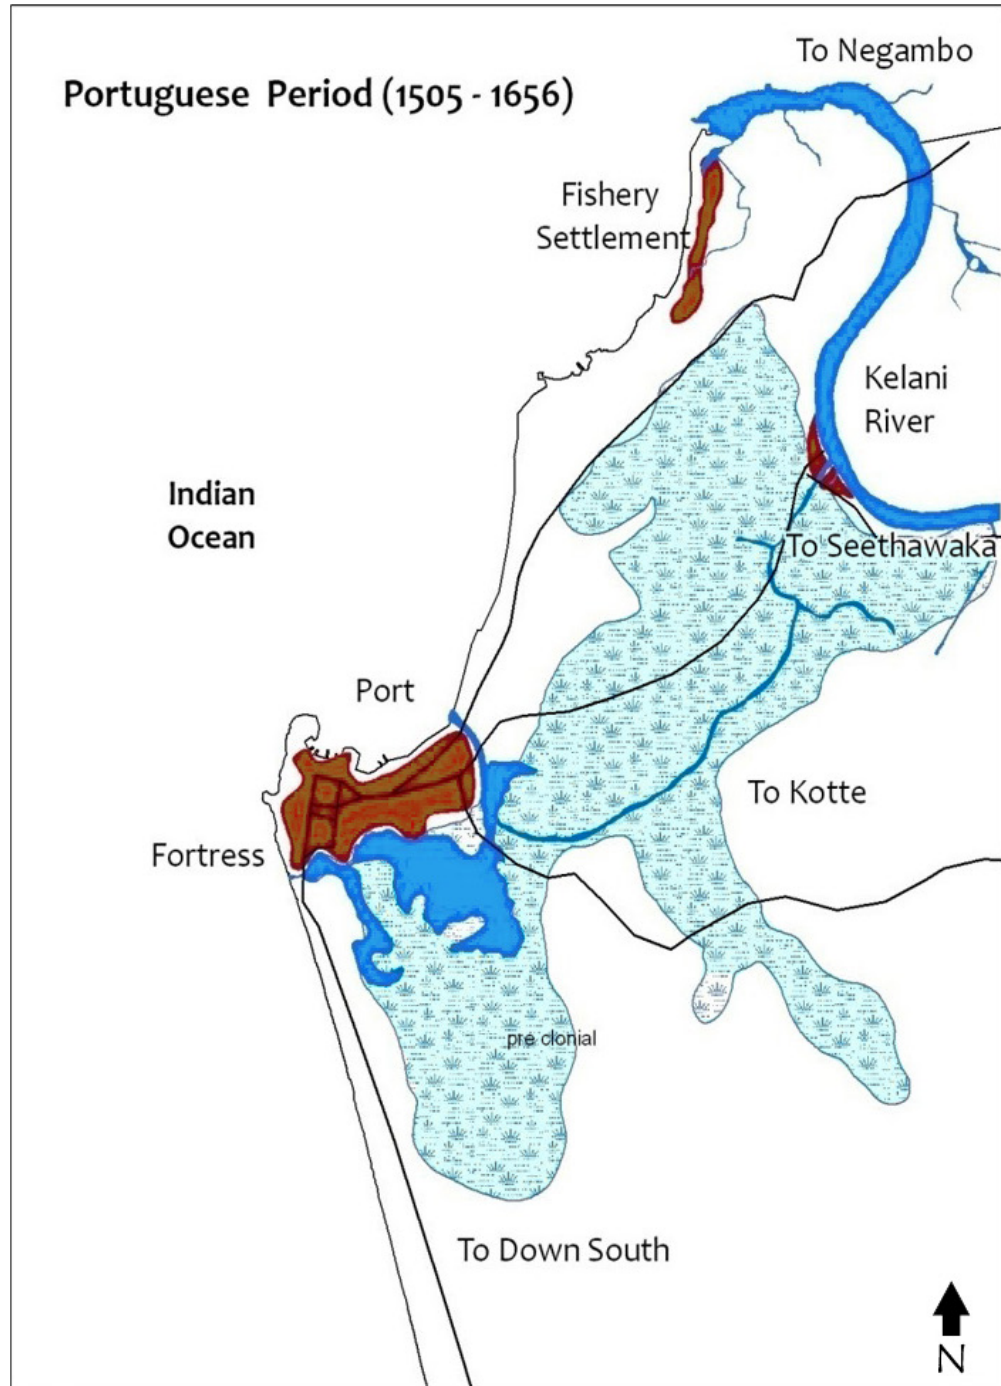 To Negambo
Portuguese Period (1505 - 1656)
Fishery
Settlement
Kelani
River
Indian
Ocean
To Seethawaka
Port
To Kotte
Fortress
pre clonial
To Down South
N